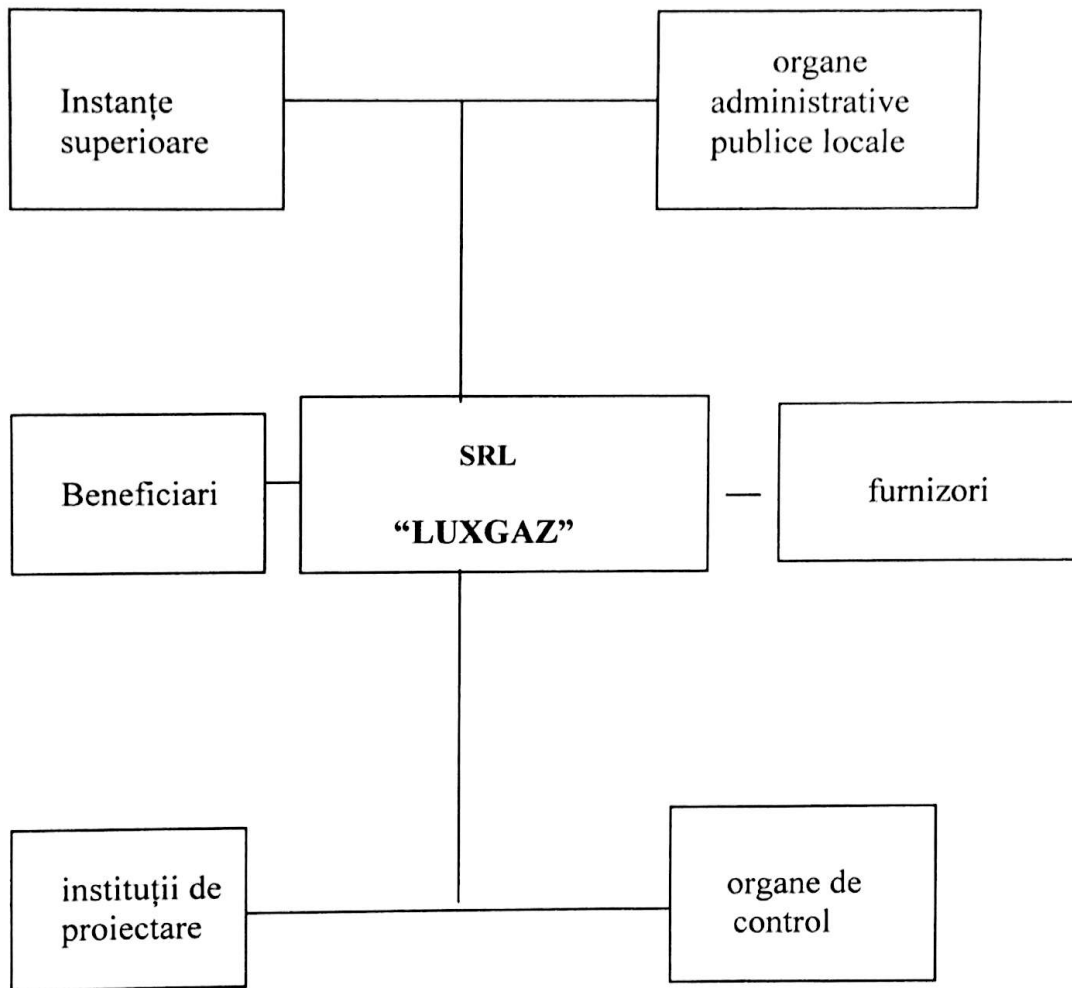 Instanțe
superioare
organe
administrative
publice locale
Beneficiari
SRL
“LUXGAZ”
furnizori
instituții de
proiectare
organe de
control